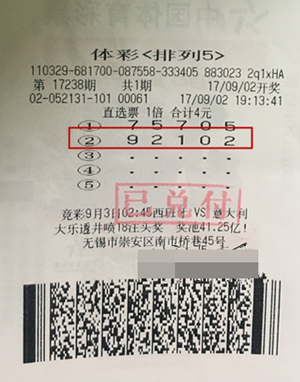 体彩<排列5>
110329-681700-087558-333405 883023 2q1xHA
第 17238期 共1期 17/09/02开奖
02-052131-101 00061 17/09/02 19:13:41
直选票 1倍 合计4元
① 7 5 7 0 5
② 9 2 1 0 2
③ - - - - -
④ - - - - -
⑤ - - - - -
已兑付
竞彩9月3日02:45西班牙 VS 意大利
大乐透井喷18注头奖 奖池41.25亿!
无锡市崇安区南市桥巷45号